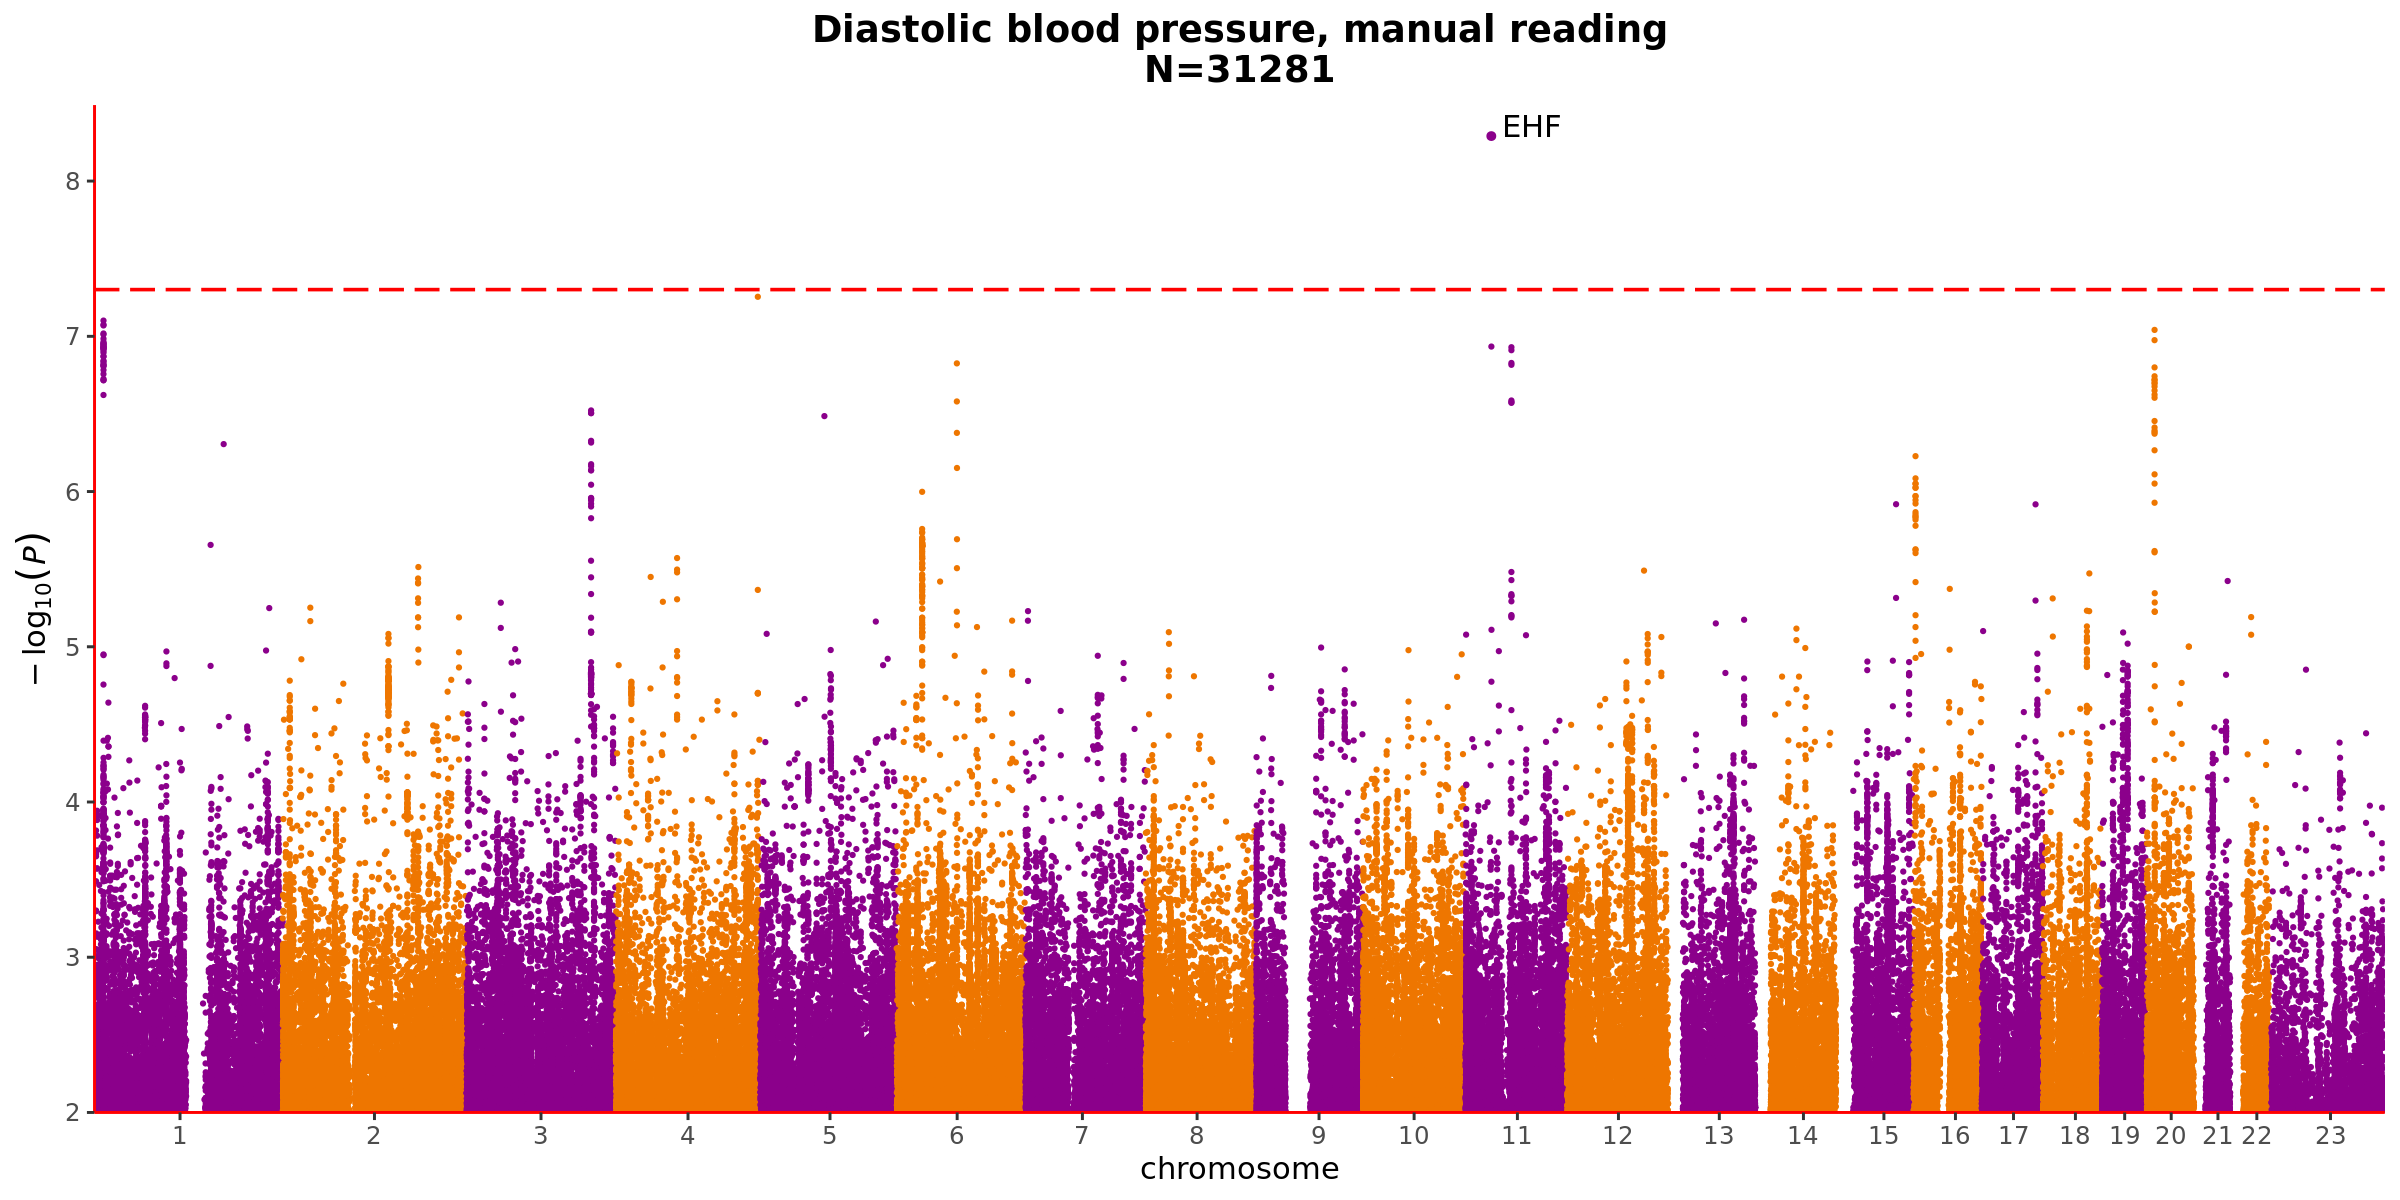 Diastolic blood pressure, manual reading
N=31281
EHF
8
7
6
5
4
3
2
−log10(P)
1 2 3 4 5 6 7 8 9 10 11 12 13 14 15 16 17 18 19 20 21 22 23
chromosome